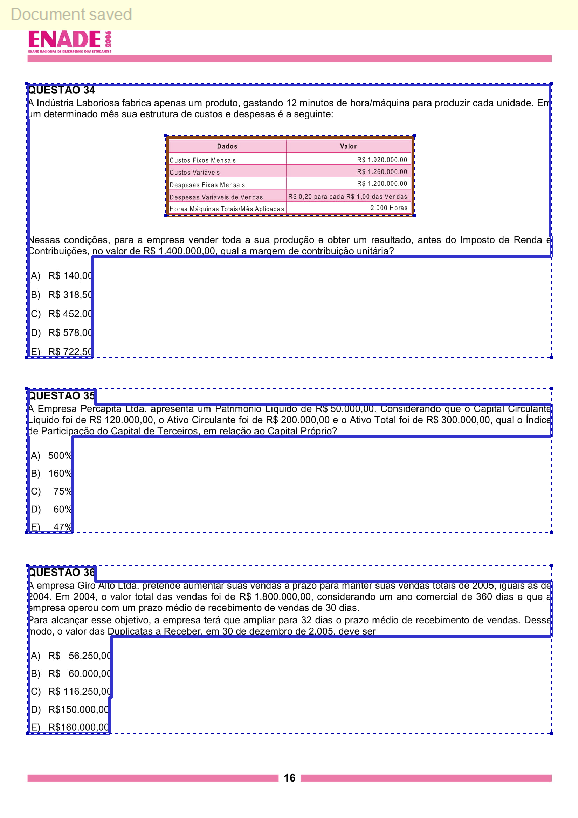 Document saved
ENADE 2006
QUESTÃO 34
A Indústria Laboriosa fabrica apenas um produto, gastando 12 minutos de hora/máquina para produzir cada unidade. Em
um determinado mês sua estrutura de custos e despesas é a seguinte:
Dados Valor
Custos Fixos Mensais R$ 1.020.000,00
Custos Variáveis R$ 1.260.000,00
Despesas Fixas Mensais R$ 1.200.000,00
Despesas Variáveis de Vendas R$ 0,20 para cada R$ 1,00 das Vendas
Horas Máquinas Totais/Mês Aplicadas 2.000 Horas
Nessas condições, para a empresa vender toda a sua produção e obter um resultado, antes do Imposto de Renda e
Contribuições, no valor de R$ 1.400.000,00, qual a margem de contribuição unitária?
A) R$ 140,00
B) R$ 318,50
C) R$ 452,00
D) R$ 578,00
E) R$ 722,50
QUESTÃO 35
A Empresa Percápita Ltda. apresenta um Patrimônio Líquido de R$ 50.000,00. Considerando que o Capital Circulante
Líquido foi de R$ 120.000,00, o Ativo Circulante foi de R$ 200.000,00 e o Ativo Total foi de R$ 300.000,00, qual o Índice
de Participação do Capital de Terceiros, em relação ao Capital Próprio?
A) 500%
B) 160%
C) 75%
D) 60%
E) 47%
QUESTÃO 36
A empresa Giro Alto Ltda. pretende aumentar suas vendas a prazo para manter suas vendas totais de 2005, iguais às de
2004. Em 2004, o valor total das vendas foi de R$ 1.800.000,00, considerando um ano comercial de 360 dias e que a
empresa operou com um prazo médio de recebimento de vendas de 30 dias.
Para alcançar esse objetivo, a empresa terá que ampliar para 32 dias o prazo médio de recebimento de vendas. Desse
modo, o valor das Duplicatas a Receber, em 30 de dezembro de 2.005, deve ser
A) R$ 56.250,00
B) R$ 60.000,00
C) R$ 116.250,00
D) R$150.000,00
E) R$160.000,00
16